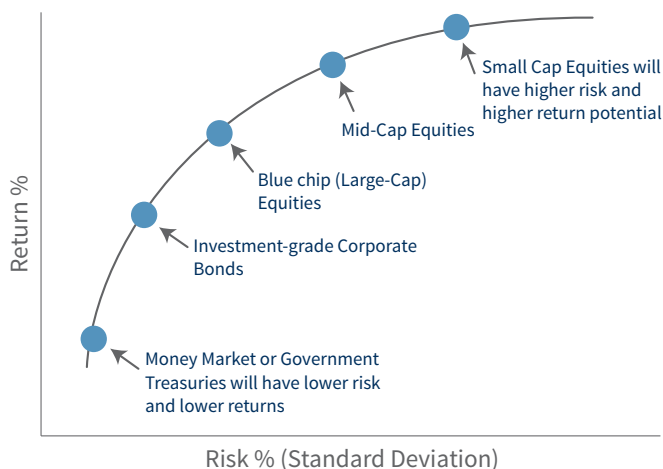 Small Cap Equities will
have higher risk and
higher return potential
Mid-Cap Equities
Blue chip (Large-Cap)
Equities
Investment-grade Corporate
Bonds
Money Market or Government
Treasuries will have lower risk
and lower returns
Return %
Risk % (Standard Deviation)